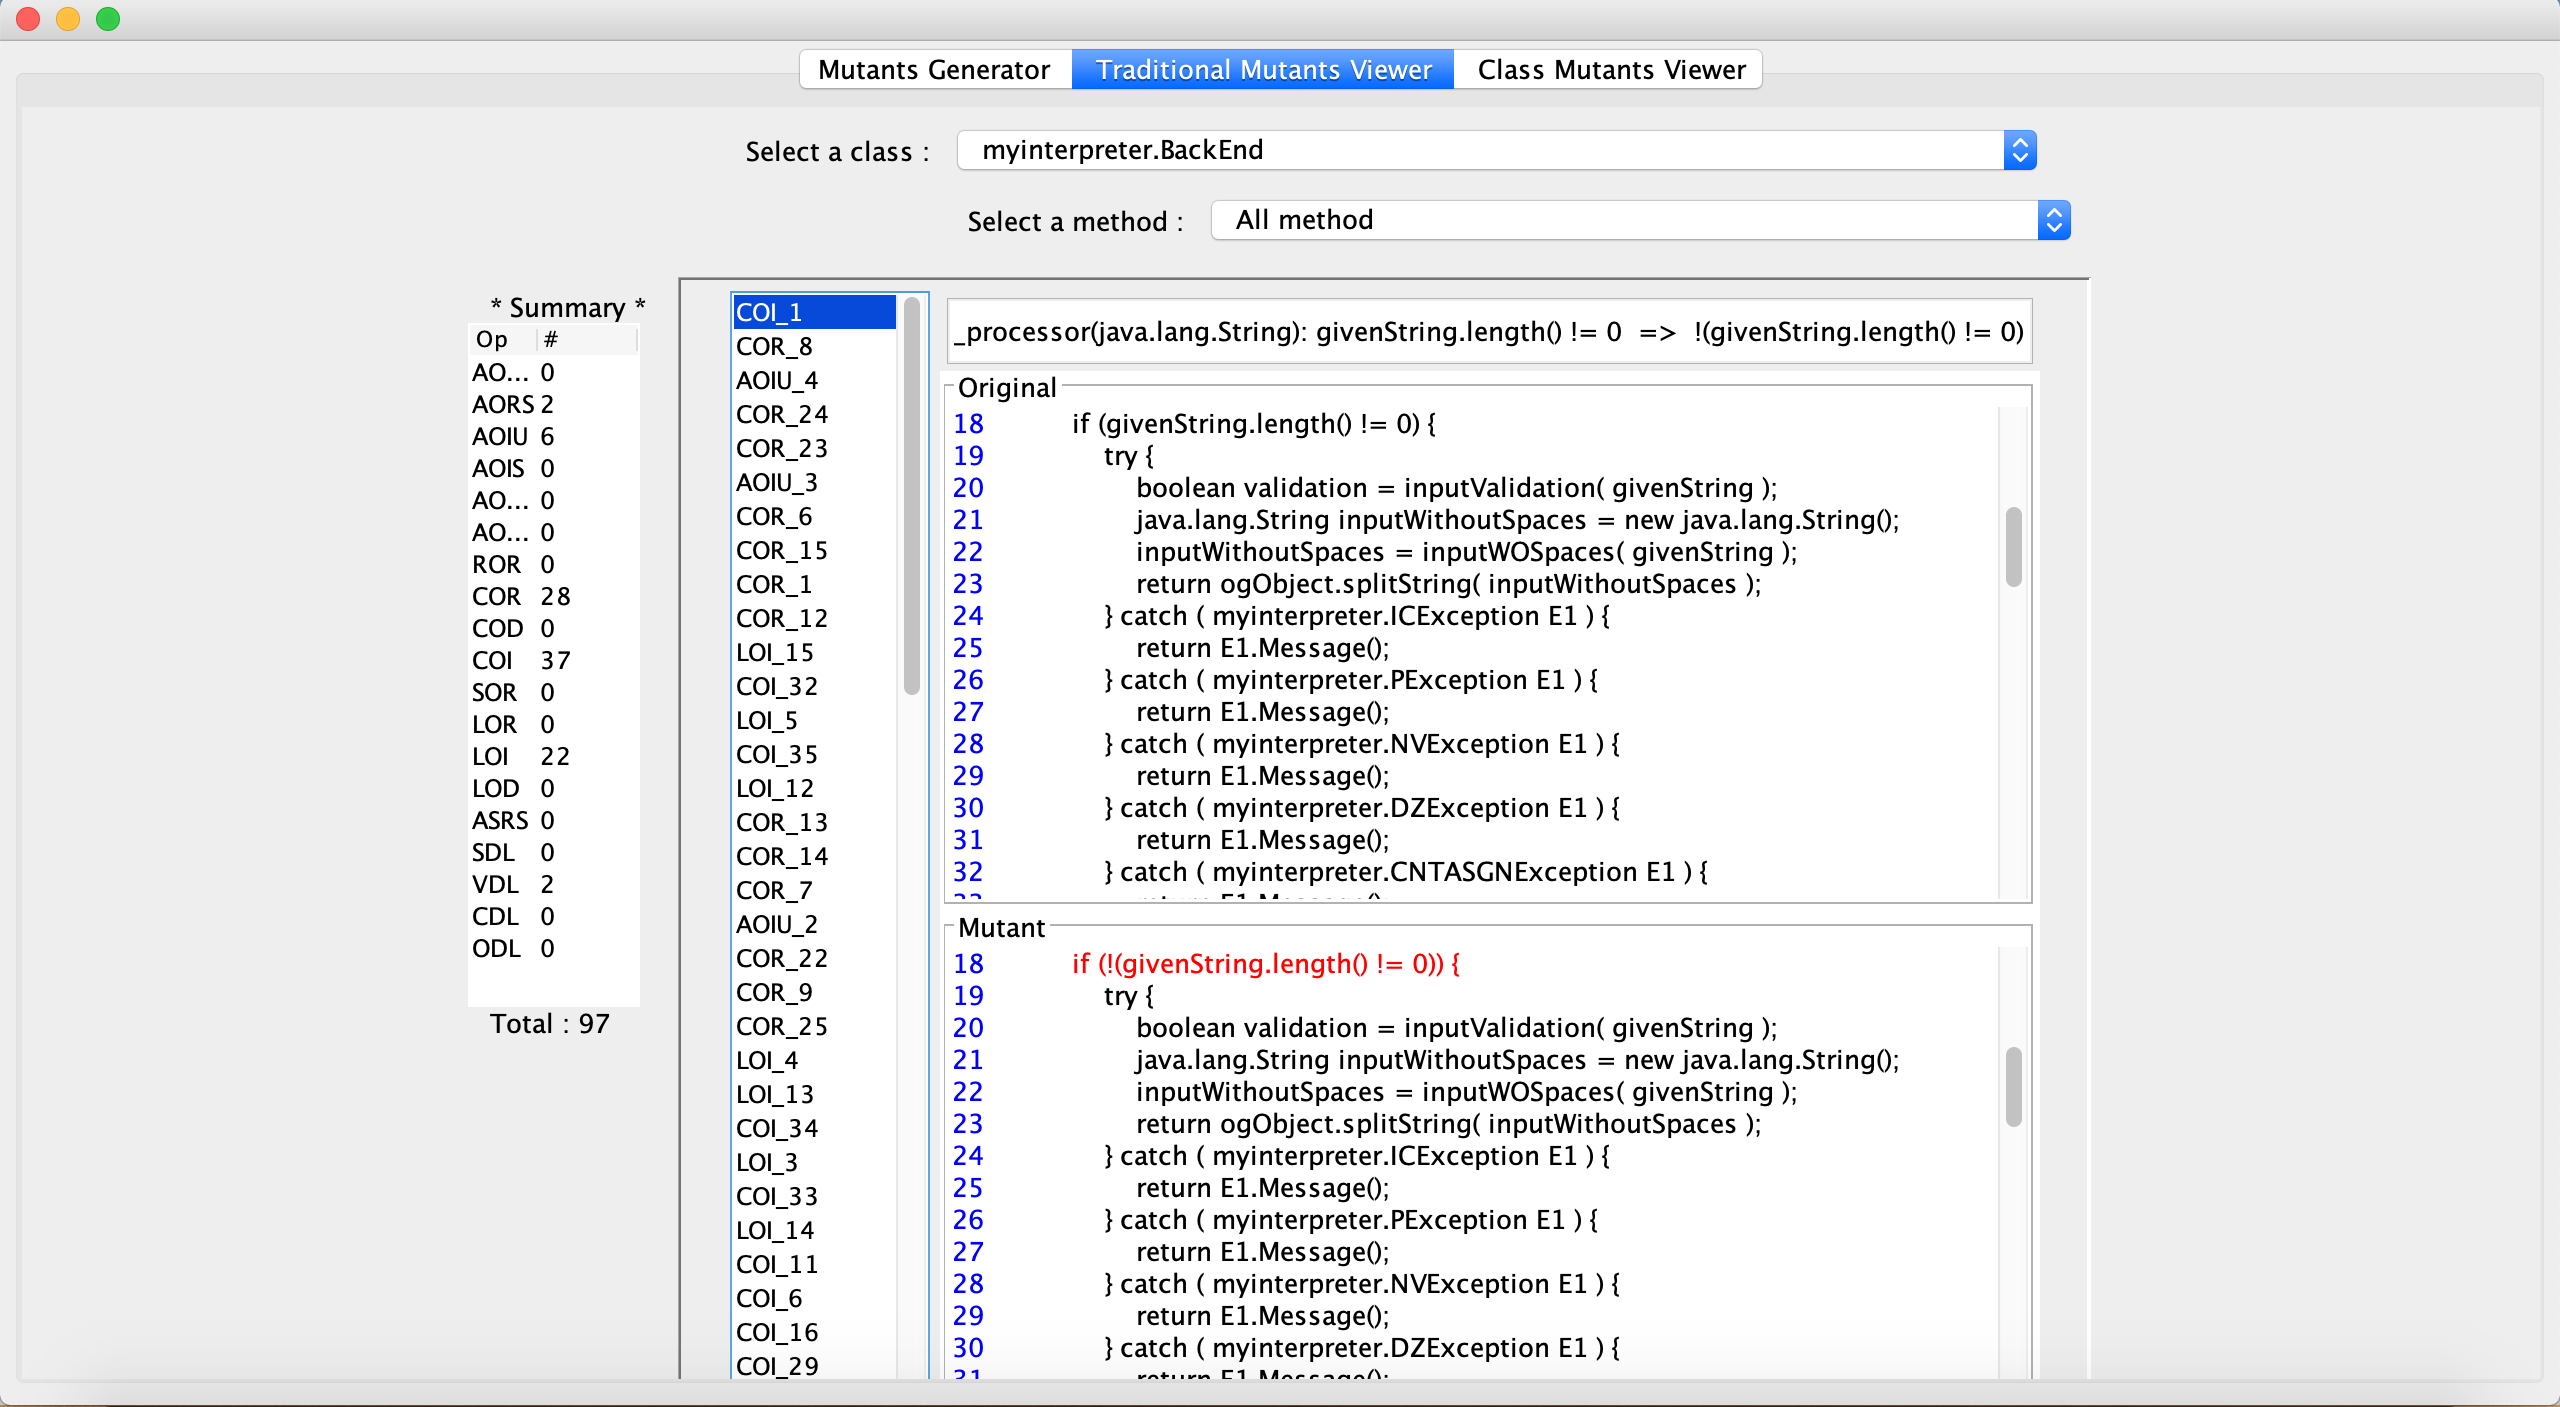 Mutants Generator Traditional Mutants Viewer Class Mutants Viewer
Select a class : myinterpreter.BackEnd
Select a method : All method
* Summary *
Op #
AO... 0
AORS 2
AOIU 6
AOIS 0
AO... 0
AO... 0
ROR 0
COR 28
COD 0
COI 37
SOR 0
LOR 0
LOI 22
LOD 0
ASRS 0
SDL 0
VDL 2
CDL 0
ODL 0
Total : 97
COI_1
COR_8
AOIU_4
COR_24
COR_23
AOIU_3
COR_6
COR_15
COR_1
COR_12
LOI_15
COI_32
LOI_5
COI_35
LOI_12
COR_13
COR_14
COR_7
AOIU_2
COR_22
COR_9
COR_25
LOI_4
LOI_13
COI_34
LOI_3
COI_33
LOI_14
COI_11
COI_6
COI_16
COI_29
_processor(java.lang.String): givenString.length() != 0 => !(givenString.length() != 0)
Original
18 if (givenString.length() != 0) {
19 try {
20 boolean validation = inputValidation( givenString );
21 java.lang.String inputWithoutSpaces = new java.lang.String();
22 inputWithoutSpaces = inputWOSpaces( givenString );
23 return ogObject.splitString( inputWithoutSpaces );
24 } catch ( myinterpreter.ICException E1 ) {
25 return E1.Message();
26 } catch ( myinterpreter.PException E1 ) {
27 return E1.Message();
28 } catch ( myinterpreter.NVException E1 ) {
29 return E1.Message();
30 } catch ( myinterpreter.DZException E1 ) {
31 return E1.Message();
32 } catch ( myinterpreter.CNTASGNException E1 ) {
33 return E1.Message();
Mutant
18 if (!(givenString.length() != 0)) {
19 try {
20 boolean validation = inputValidation( givenString );
21 java.lang.String inputWithoutSpaces = new java.lang.String();
22 inputWithoutSpaces = inputWOSpaces( givenString );
23 return ogObject.splitString( inputWithoutSpaces );
24 } catch ( myinterpreter.ICException E1 ) {
25 return E1.Message();
26 } catch ( myinterpreter.PException E1 ) {
27 return E1.Message();
28 } catch ( myinterpreter.NVException E1 ) {
29 return E1.Message();
30 } catch ( myinterpreter.DZException E1 ) {
31 return E1.Message();